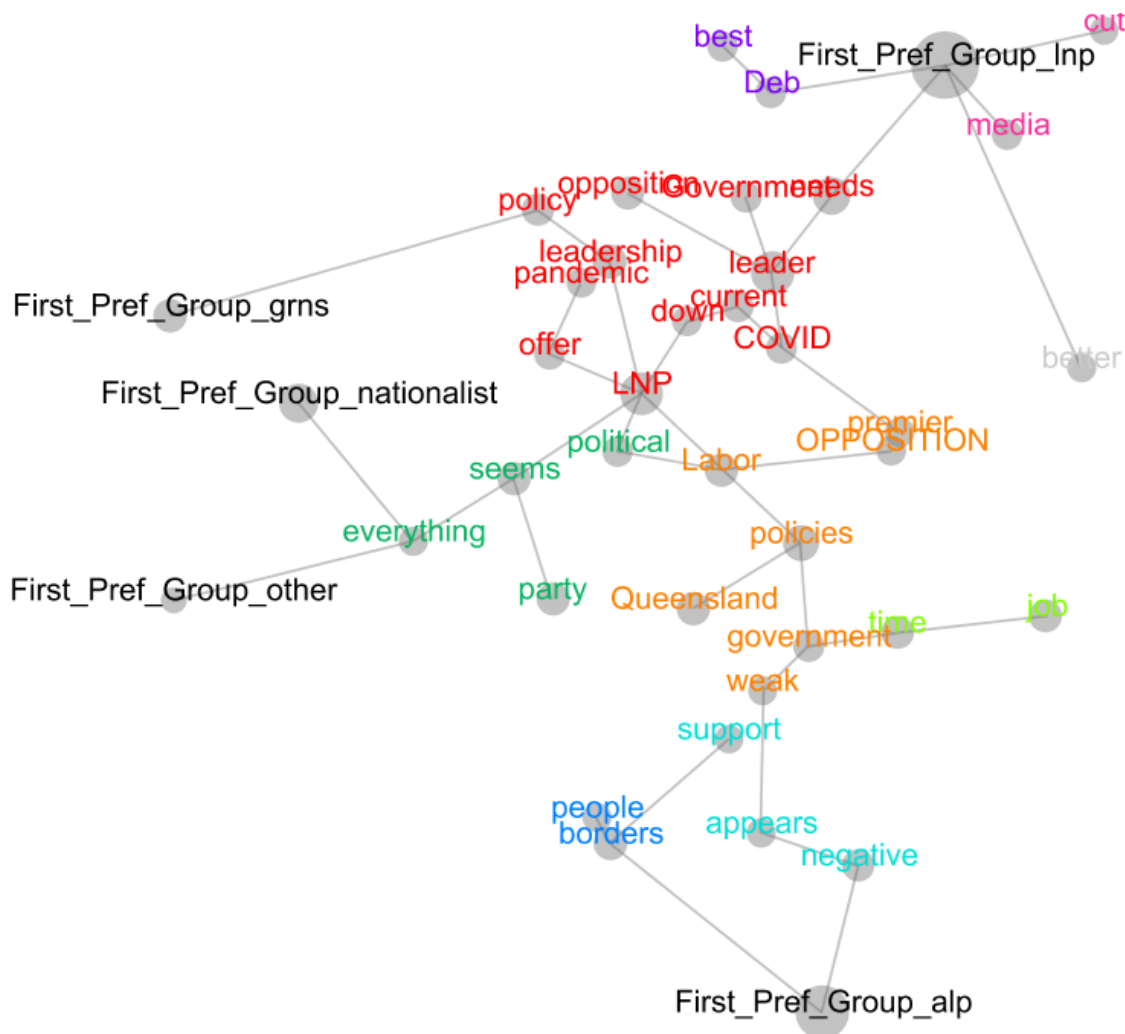 cut
best
First_Pref_Group_lnp
Deb
media
opposition
Government
needs
policy
leadership
leader
pandemic
current
First_Pref_Group_grns
down
COVID
offer
better
LNP
First_Pref_Group_nationalist
premier
political
OPPOSITION
Labor
seems
everything
policies
First_Pref_Group_other
party
Queensland
time
job
government
weak
support
people
appears
borders
negative
First_Pref_Group_alp